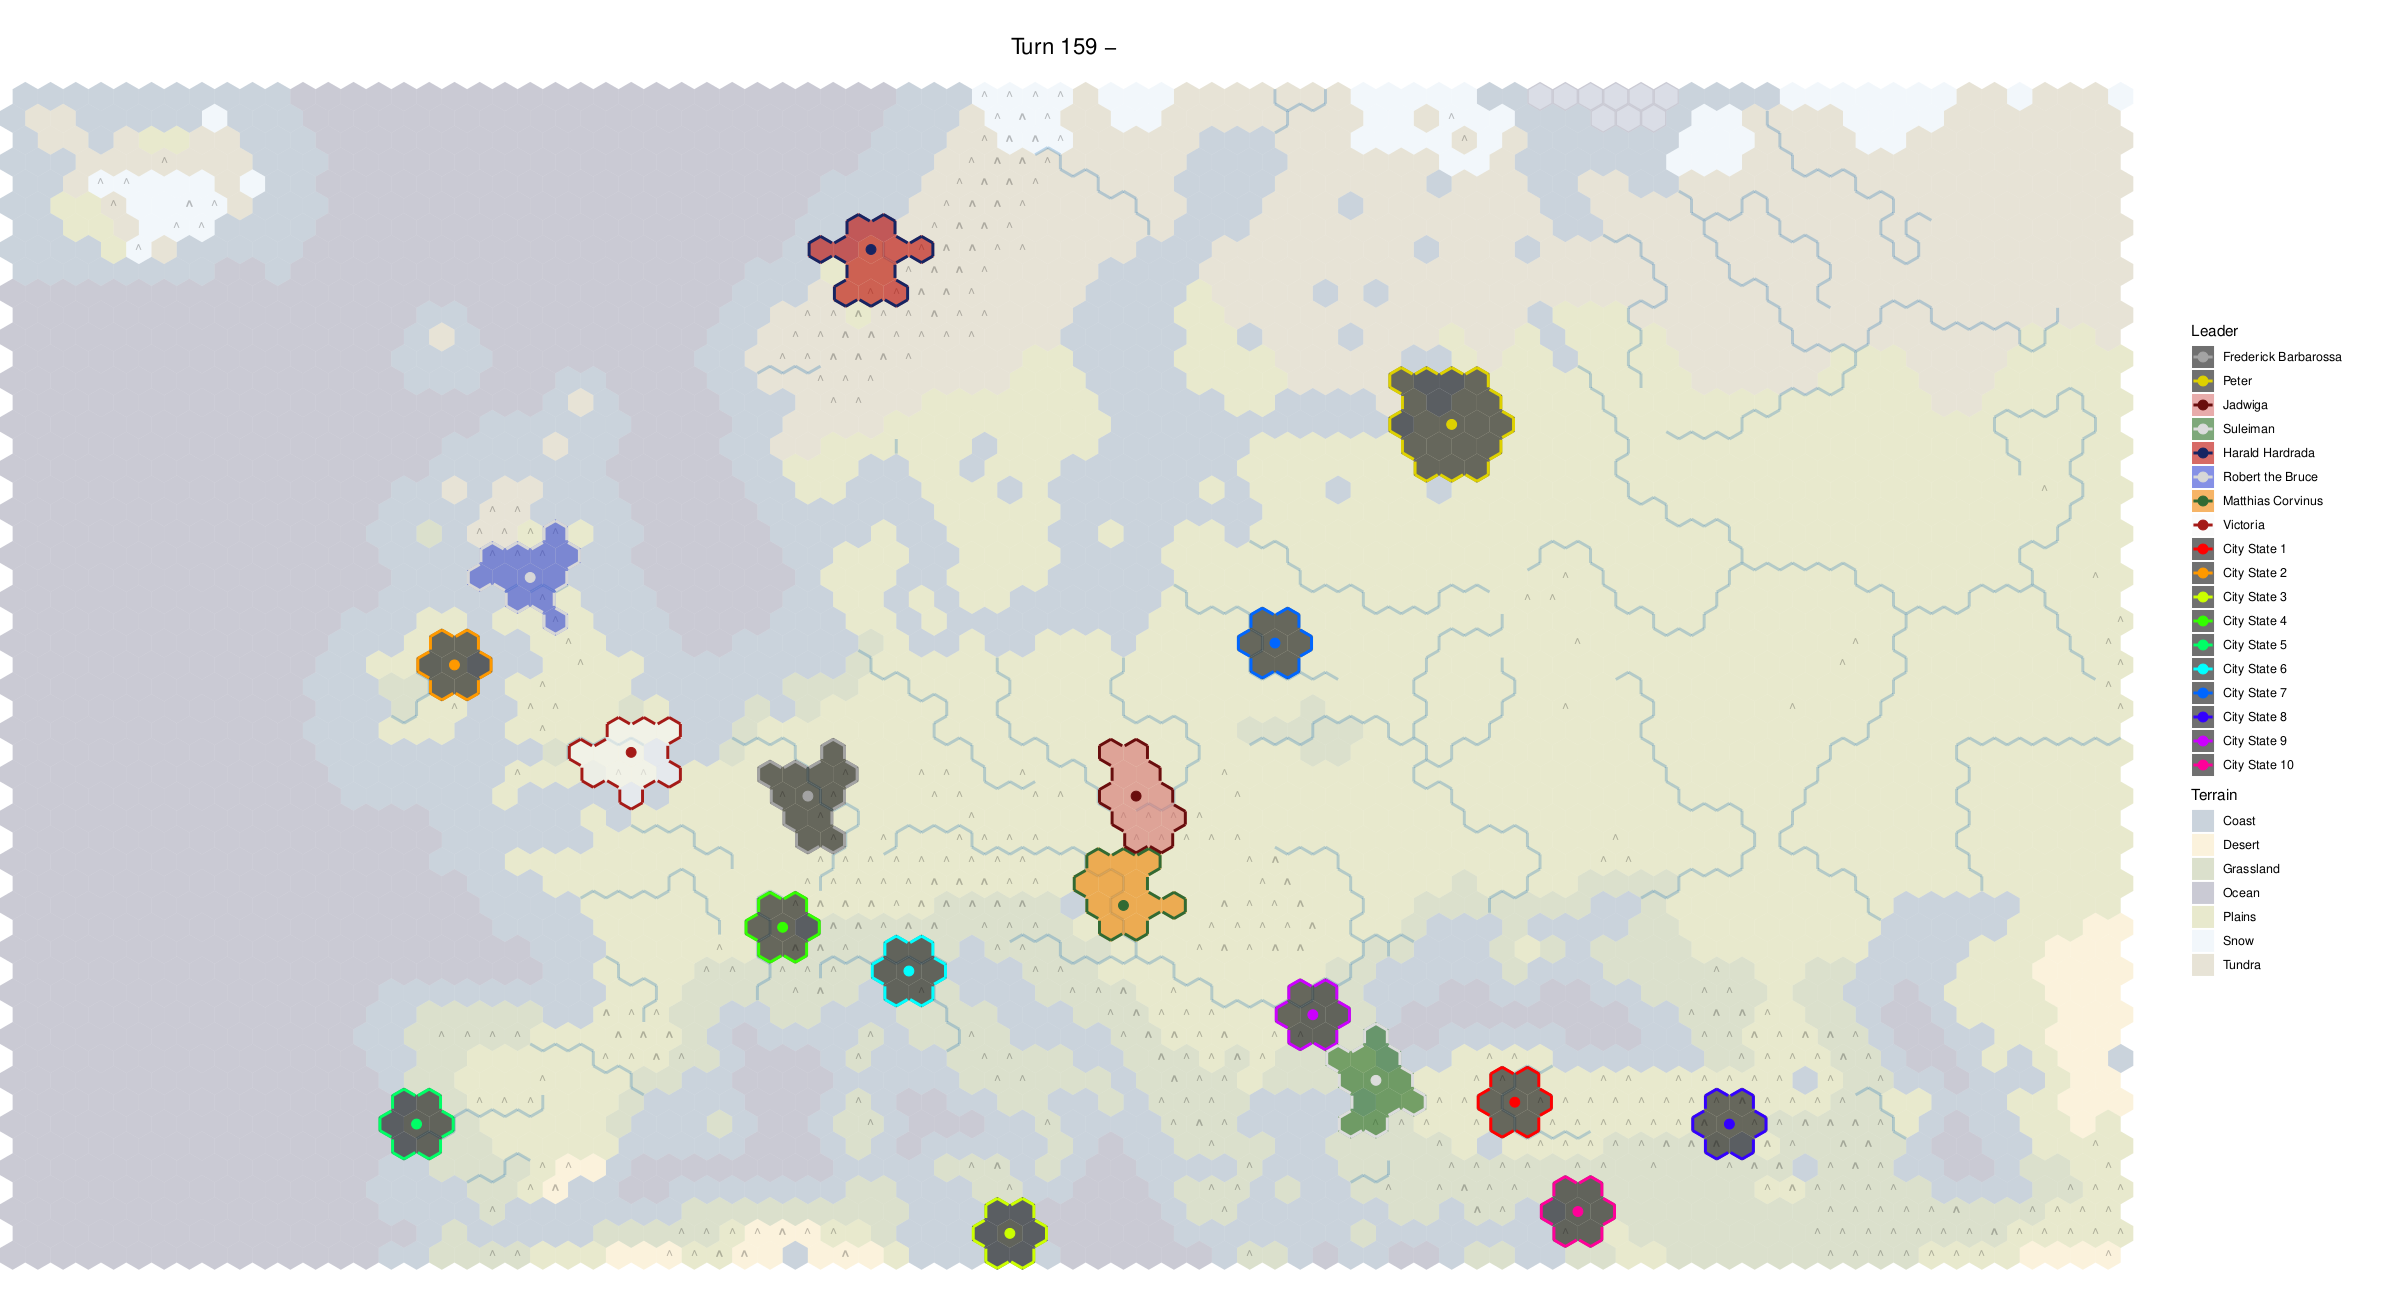 Turn 159 –
Leader
Frederick Barbarossa
Peter
Jadwiga
Suleiman
Harald Hardrada
Robert the Bruce
Matthias Corvinus
Victoria
City State 1
City State 2
City State 3
City State 4
City State 5
City State 6
City State 7
City State 8
City State 9
City State 10
Terrain
Coast
Desert
Grassland
Ocean
Plains
Snow
Tundra